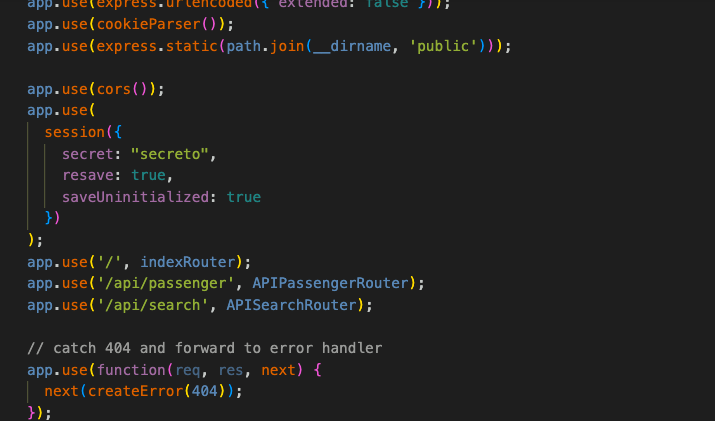 app.use(express.urlencoded({ extended: false }));
app.use(cookieParser());
app.use(express.static(path.join(__dirname, 'public')));
app.use(cors());
app.use(
session({
secret: "secreto",
resave: true,
saveUninitialized: true
})
);
app.use('/', indexRouter);
app.use('/api/passenger', APIPassengerRouter);
app.use('/api/search', APISearchRouter);
// catch 404 and forward to error handler
app.use(function(req, res, next) {
next(createError(404));
});